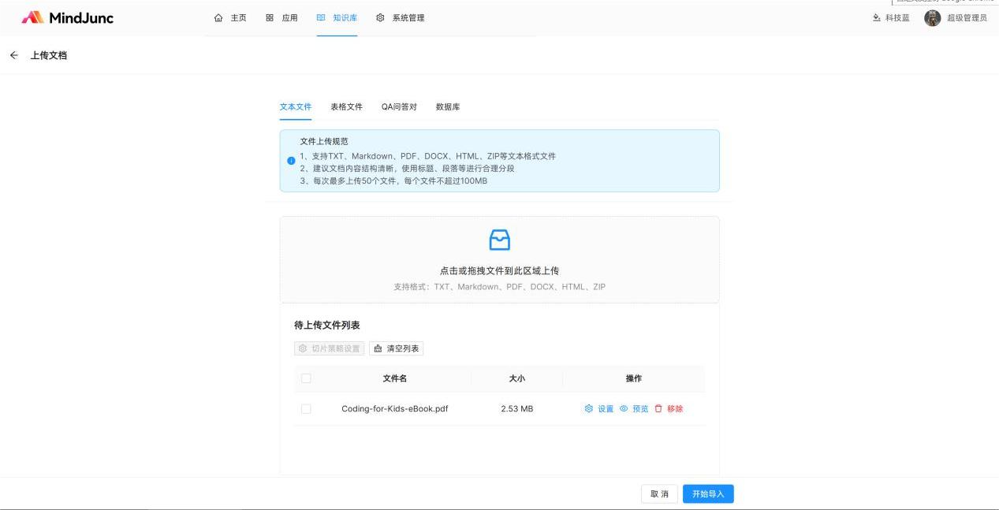 MindJunc
主页
应用
知识库
系统管理
科技蓝
超级管理员
上传文档
文本文件
表格文件
QA问答对
数据库
文件上传规范
1、支持TXT、Markdown、PDF、DOCX、HTML、ZIP等文本格式文件
2、建议文档内容结构清晰，使用标题、段落等进行合理分段
3、每次最多上传50个文件，每个文件不超过100MB
点击或拖拽文件到此区域上传
支持格式：TXT、Markdown、PDF、DOCX、HTML、ZIP
待上传文件列表
切片策略设置
清空列表
文件名
大小
操作
Coding-for-Kids-eBook.pdf
2.53 MB
设置
预览
移除
取 消
开始导入